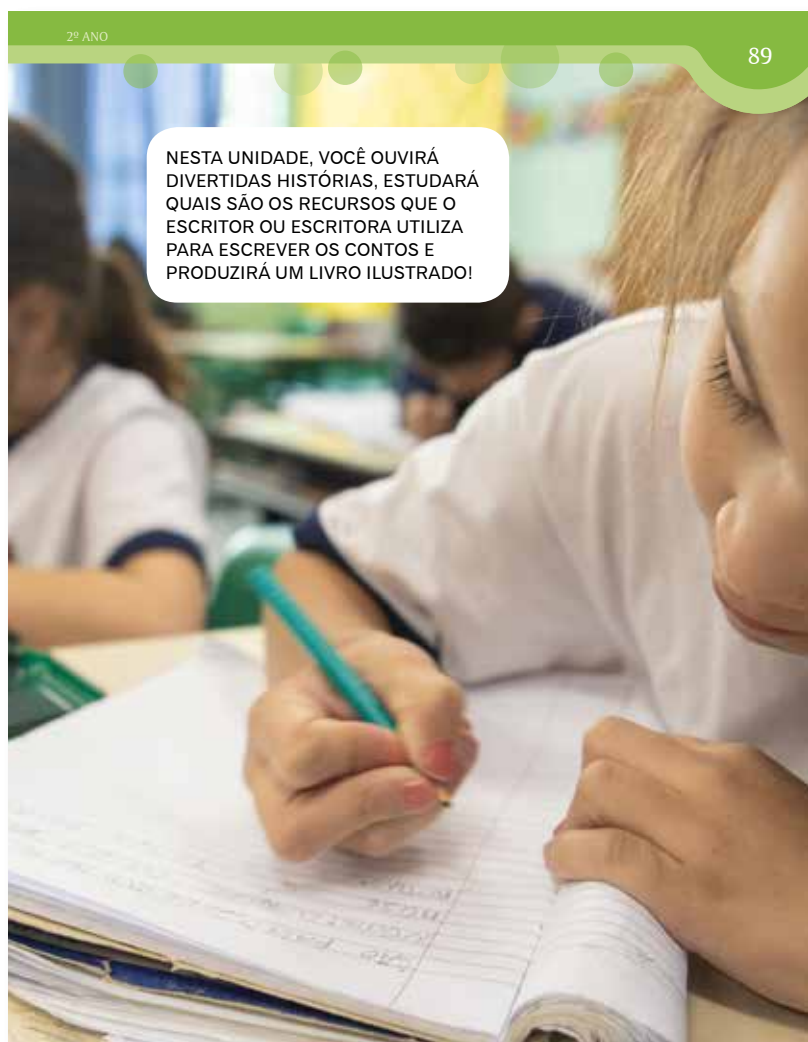 2º ANO
89
NESTA UNIDADE, VOCÊ OUVIRÁ
DIVERTIDAS HISTÓRIAS, ESTUDARÁ
QUAIS SÃO OS RECURSOS QUE O
ESCRITOR OU ESCRITORA UTILIZA
PARA ESCREVER OS CONTOS E
PRODUZIRÁ UM LIVRO ILUSTRADO!